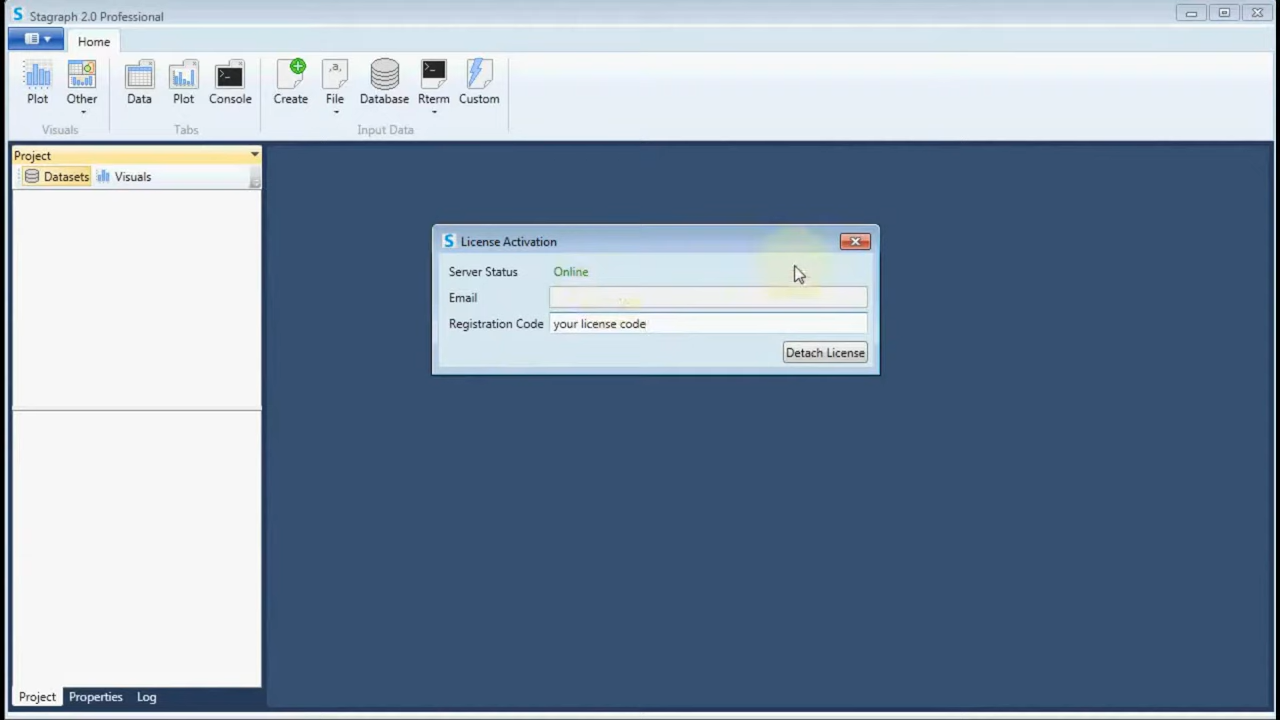 Stagraph 2.0 Professional
Home
Plot Other Data Plot Console Create File Database Rterm Custom
Visuals Tabs Input Data
Project
Datasets Visuals
License Activation
Server Status Online
Email
Registration Code your license code
Detach License
Project Properties Log